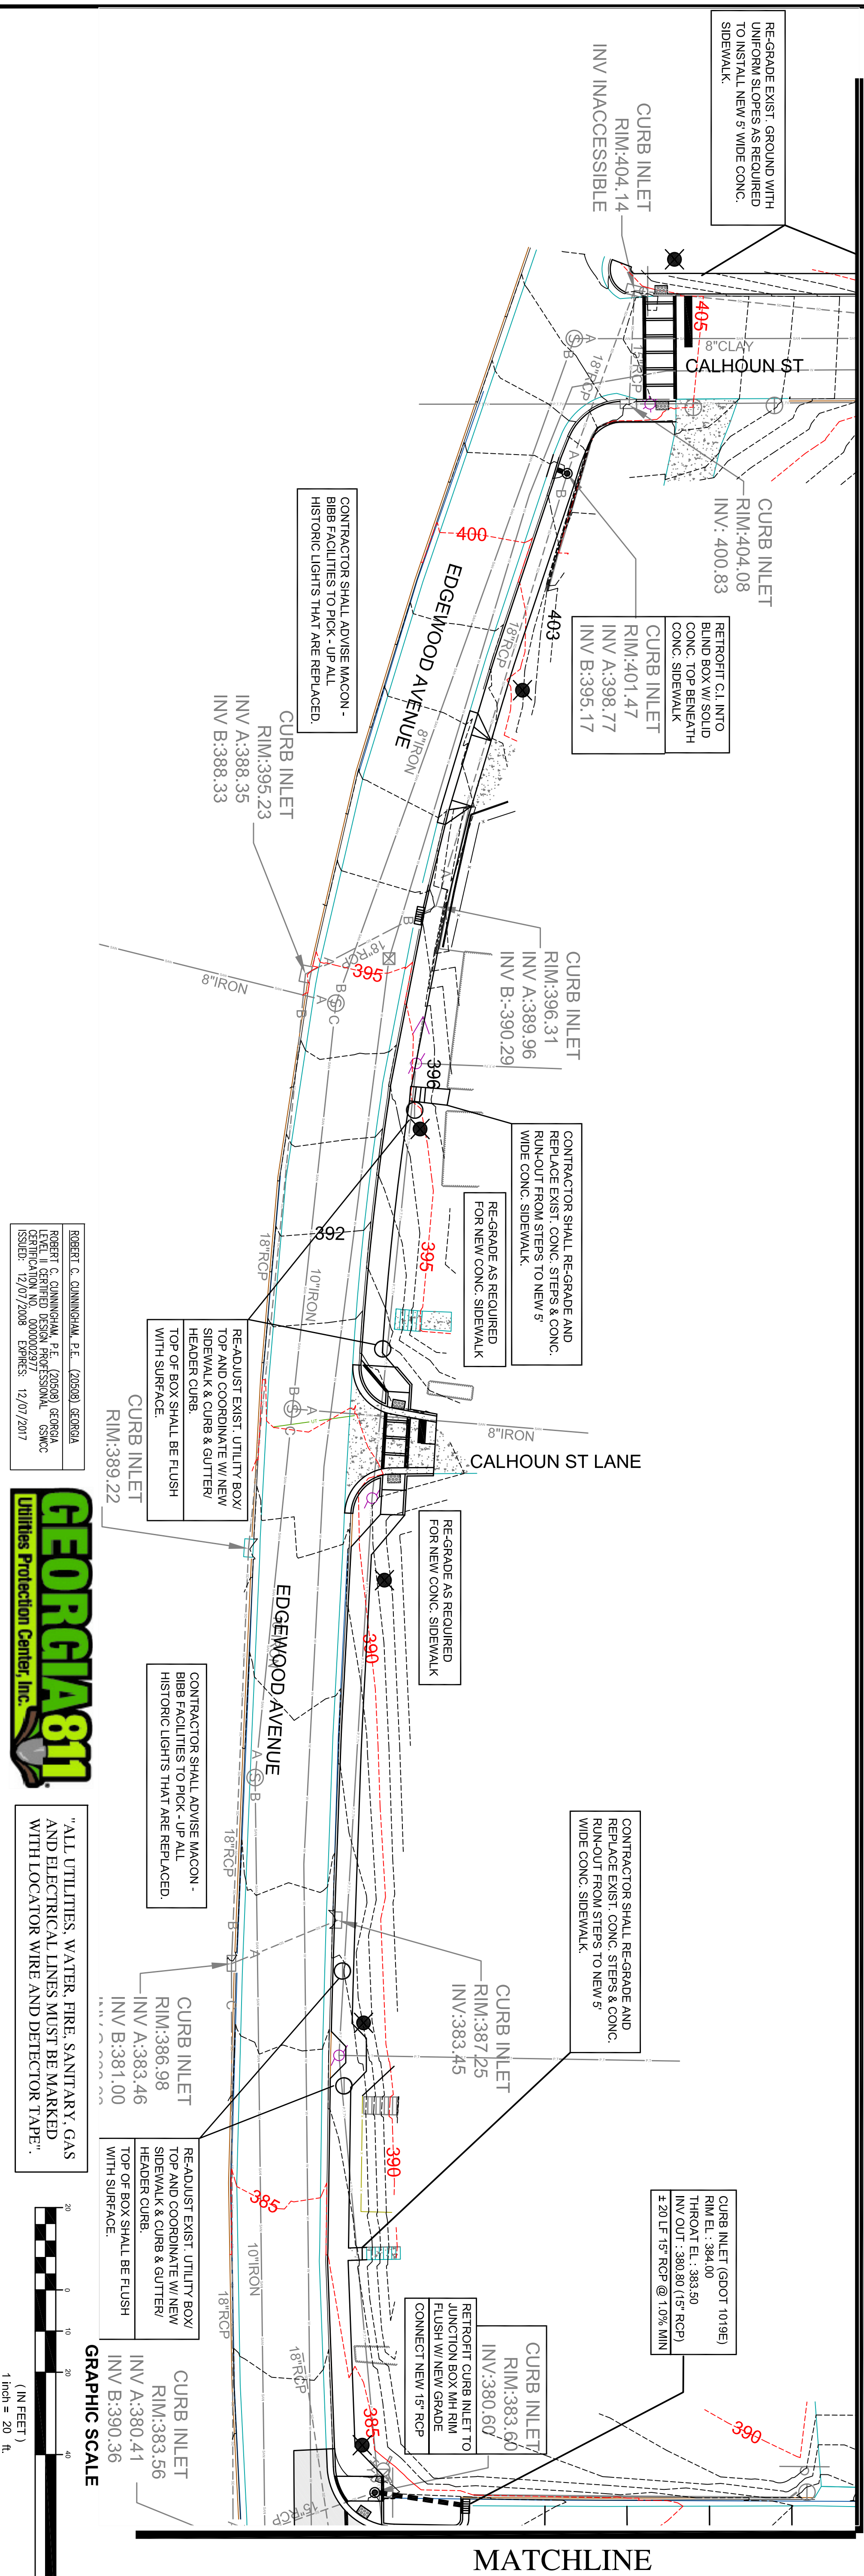 RE-GRADE EXIST. GROUND WITH
UNIFORM SLOPES AS REQUIRED
TO INSTALL NEW 5' WIDE CONC.
SIDEWALK.
CURB INLET
RIM:404.14
INV INACCESSIBLE
405
8"CLAY
CALHOUN ST
15"RCP
18"RCP
A
S
B
CURB INLET
RIM:404.08
INV: 400.83
A
B
RETROFIT C.I. INTO
BLIND BOX W/ SOLID
CONC. TOP BENEATH
CONC. SIDEWALK
CURB INLET
RIM:401.47
INV A:398.77
INV B:395.17
403
400
18"RCP
EDGEWOOD AVENUE
8"IRON
CONTRACTOR SHALL ADVISE MACON -
BIBB FACILITIES TO PICK - UP ALL
HISTORIC LIGHTS THAT ARE REPLACED.
CURB INLET
RIM:395.23
INV A:388.35
INV B:388.33
A
B
18"RCP
395
A
B
8"IRON
A
B
S
C
CURB INLET
RIM:396.31
INV A:389.96
INV B:-390.29
396
CONTRACTOR SHALL RE-GRADE AND
REPLACE EXIST. CONC. STEPS & CONC.
RUN-OUT FROM STEPS TO NEW 5'
WIDE CONC. SIDEWALK.
RE-GRADE AS REQUIRED
FOR NEW CONC. SIDEWALK
395
392
18"RCP
10"IRON
RE-ADJUST EXIST. UTILITY BOX/
TOP AND COORDINATE W/ NEW
SIDEWALK & CURB & GUTTER/
HEADER CURB.
TOP OF BOX SHALL BE FLUSH
WITH SURFACE.
B
A
S
C
8"IRON
CALHOUN ST LANE
CURB INLET
RIM:389.22
RE-GRADE AS REQUIRED
FOR NEW CONC. SIDEWALK
390
EDGEWOOD AVENUE
A
S
B
CONTRACTOR SHALL ADVISE MACON -
BIBB FACILITIES TO PICK - UP ALL
HISTORIC LIGHTS THAT ARE REPLACED.
18"RCP
B
A
C
CURB INLET
RIM:387.25
INV:383.45
CURB INLET
RIM:386.98
INV A:383.46
INV B:381.00
CONTRACTOR SHALL RE-GRADE AND
REPLACE EXIST. CONC. STEPS & CONC.
RUN-OUT FROM STEPS TO NEW 5'
WIDE CONC. SIDEWALK.
390
385
10"IRON
18"RCP
RE-ADJUST EXIST. UTILITY BOX/
TOP AND COORDINATE W/ NEW
SIDEWALK & CURB & GUTTER/
HEADER CURB.
TOP OF BOX SHALL BE FLUSH
WITH SURFACE.
CURB INLET (GDOT 1019E)
RIM EL : 384.00
THROAT EL : 383.50
INV OUT : 380.80 (15" RCP)
± 20 LF 15" RCP @ 1.0% MIN
CURB INLET
RIM:383.60
INV:380.60
RETROFIT CURB INLET TO
JUNCTION BOX MH RIM
FLUSH W/ NEW GRADE
CONNECT NEW 15" RCP
18"RCP
385
390
15"RCP
CURB INLET
RIM:383.56
INV A:380.41
INV B:390.36
MATCHLINE
ROBERT C. CUNNINGHAM, P.E. (20508) GEORGIA
ROBERT C. CUNNINGHAM, P.E. (20508) GEORGIA
LEVEL II CERTIFIED DESIGN PROFESSIONAL GSWCC
CERTIFICATION NO. 0000002977
ISSUED: 12/07/2008 EXPIRES: 12/07/2017
GEORGIA811
Utilities Protection Center, Inc.
"ALL UTILITIES, WATER, FIRE, SANITARY, GAS
AND ELECTRICAL LINES MUST BE MARKED
WITH LOCATOR WIRE AND DETECTOR TAPE".
GRAPHIC SCALE
20 0 10 20 40
( IN FEET )
1 inch = 20 ft.